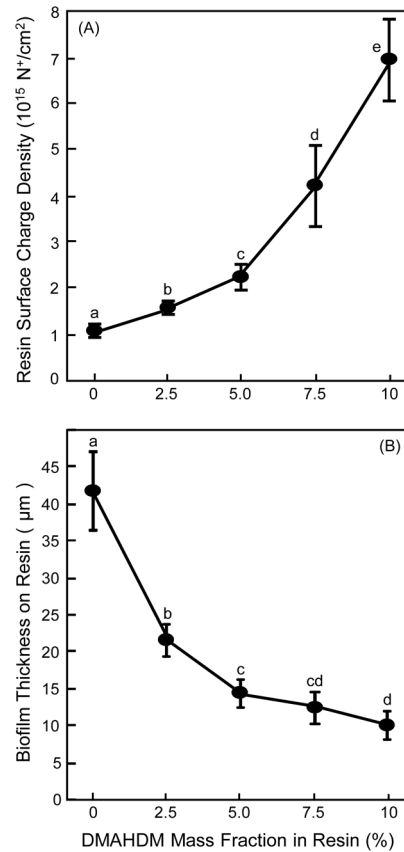 (A)
Resin Surface Charge Density (10¹⁵ N⁺/cm²)
8
7
6
5
4
3
2
1
0
a
b
c
d
e
0 2.5 5.0 7.5 10
(B)
Biofilm Thickness on Resin ( μm )
45
40
35
30
25
20
15
10
5
0
a
b
c
cd
d
0 2.5 5.0 7.5 10
DMAHDM Mass Fraction in Resin (%)